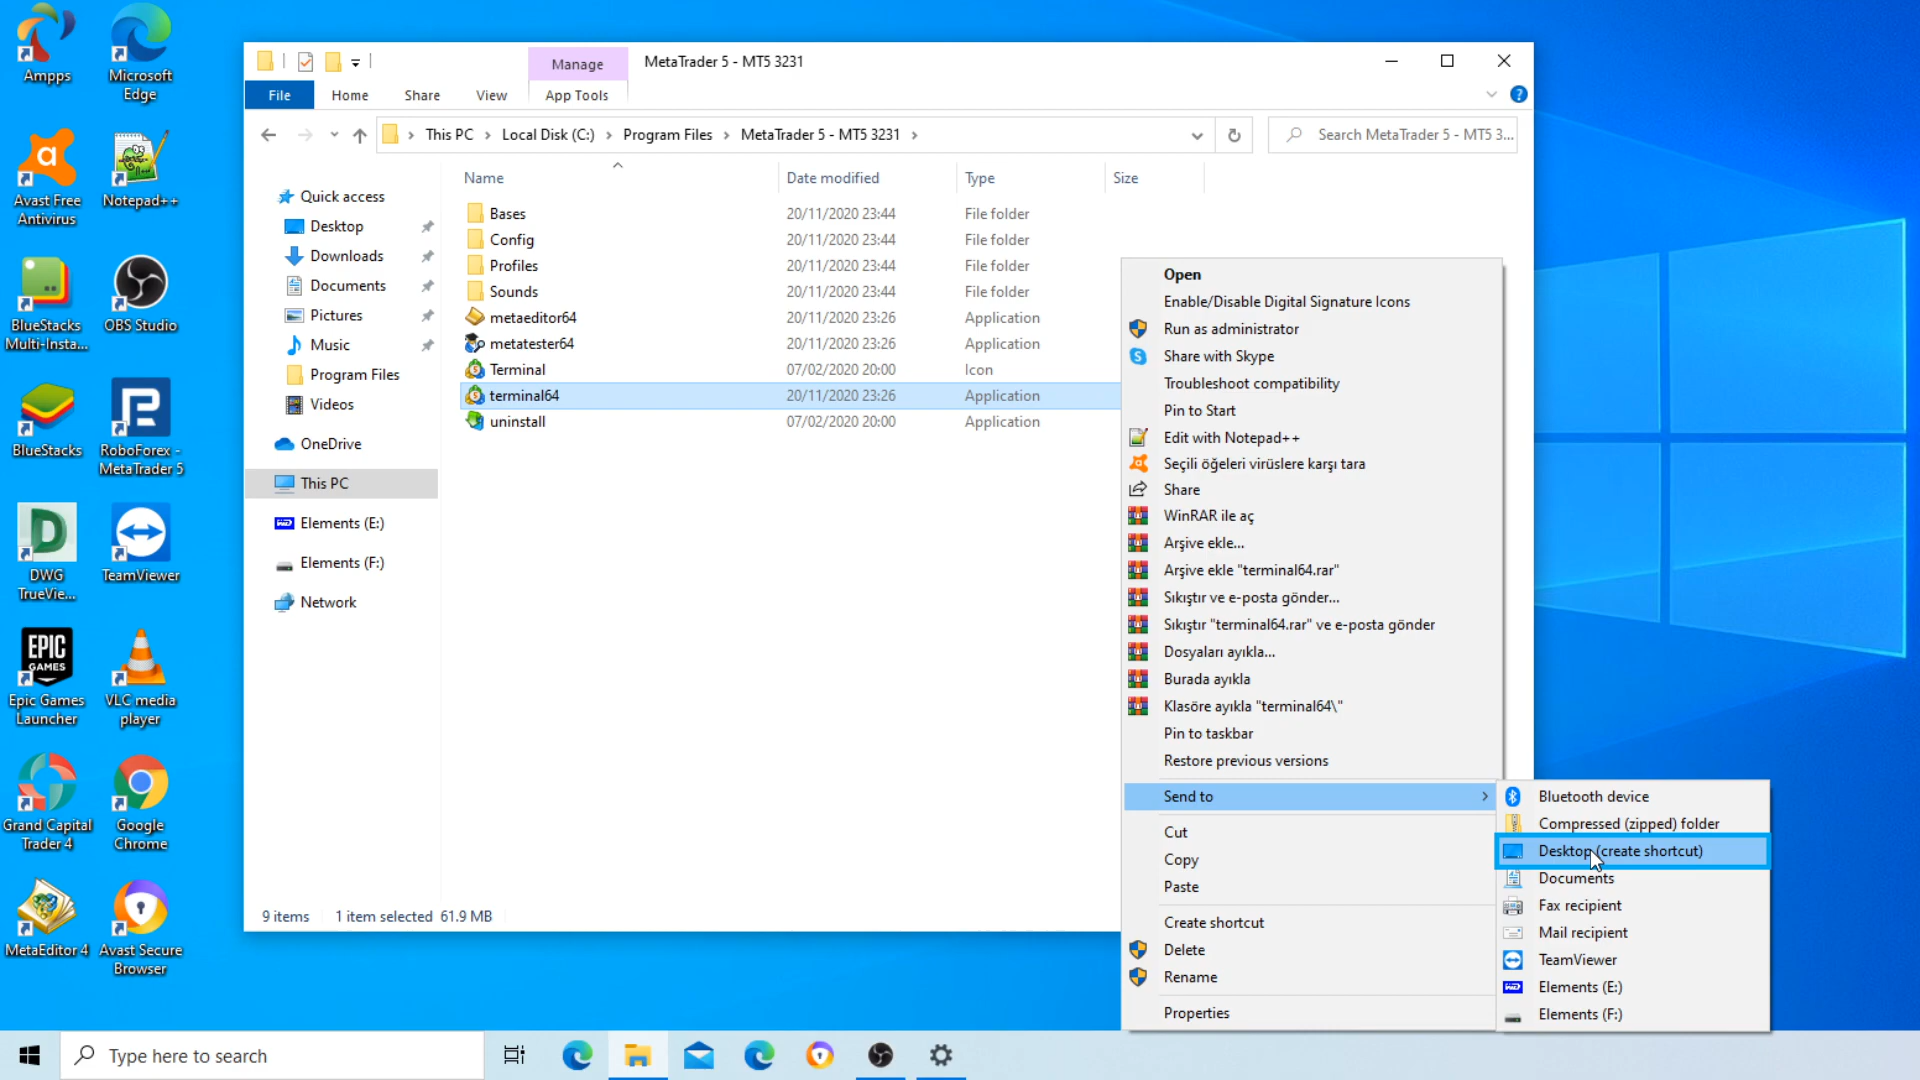 Ampps
Microsoft
Edge
Avast Free
Antivirus
Notepad++
BlueStacks
Multi-Insta...
OBS Studio
BlueStacks
RoboForex -
MetaTrader 5
DWG
TrueVie...
TeamViewer
EPIC
GAMES
Epic Games
Launcher
VLC media
player
Grand Capital
Trader 4
Google
Chrome
MetaEditor 4
Avast Secure
Browser
Manage
MetaTrader 5 - MT5 3231
File
Home
Share
View
App Tools
This PC
Local Disk (C:)
Program Files
MetaTrader 5 - MT5 3231
Search MetaTrader 5 - MT5 3...
Name
Date modified
Type
Size
Quick access
Desktop
Downloads
Documents
Pictures
Music
Program Files
Videos
OneDrive
This PC
Elements (E:)
Elements (F:)
Network
Bases 20/11/2020 23:44 File folder
Config 20/11/2020 23:44 File folder
Profiles 20/11/2020 23:44 File folder
Sounds 20/11/2020 23:44 File folder
metaeditor64 20/11/2020 23:26 Application
metatester64 20/11/2020 23:26 Application
Terminal 07/02/2020 20:00 Icon
terminal64 20/11/2020 23:26 Application
uninstall 07/02/2020 20:00 Application
9 items 1 item selected 61.9 MB
Open
Enable/Disable Digital Signature Icons
Run as administrator
Share with Skype
Troubleshoot compatibility
Pin to Start
Edit with Notepad++
Seçili öğeleri virüslere karşı tara
Share
WinRAR ile aç
Arşive ekle...
Arşive ekle "terminal64.rar"
Sıkıştır ve e-posta gönder...
Sıkıştır "terminal64.rar" ve e-posta gönder
Dosyaları ayıkla...
Burada ayıkla
Klasöre ayıkla "terminal64\"
Pin to taskbar
Restore previous versions
Send to
Cut
Copy
Paste
Create shortcut
Delete
Rename
Properties
Bluetooth device
Compressed (zipped) folder
Desktop (create shortcut)
Documents
Fax recipient
Mail recipient
TeamViewer
Elements (E:)
Elements (F:)
Type here to search